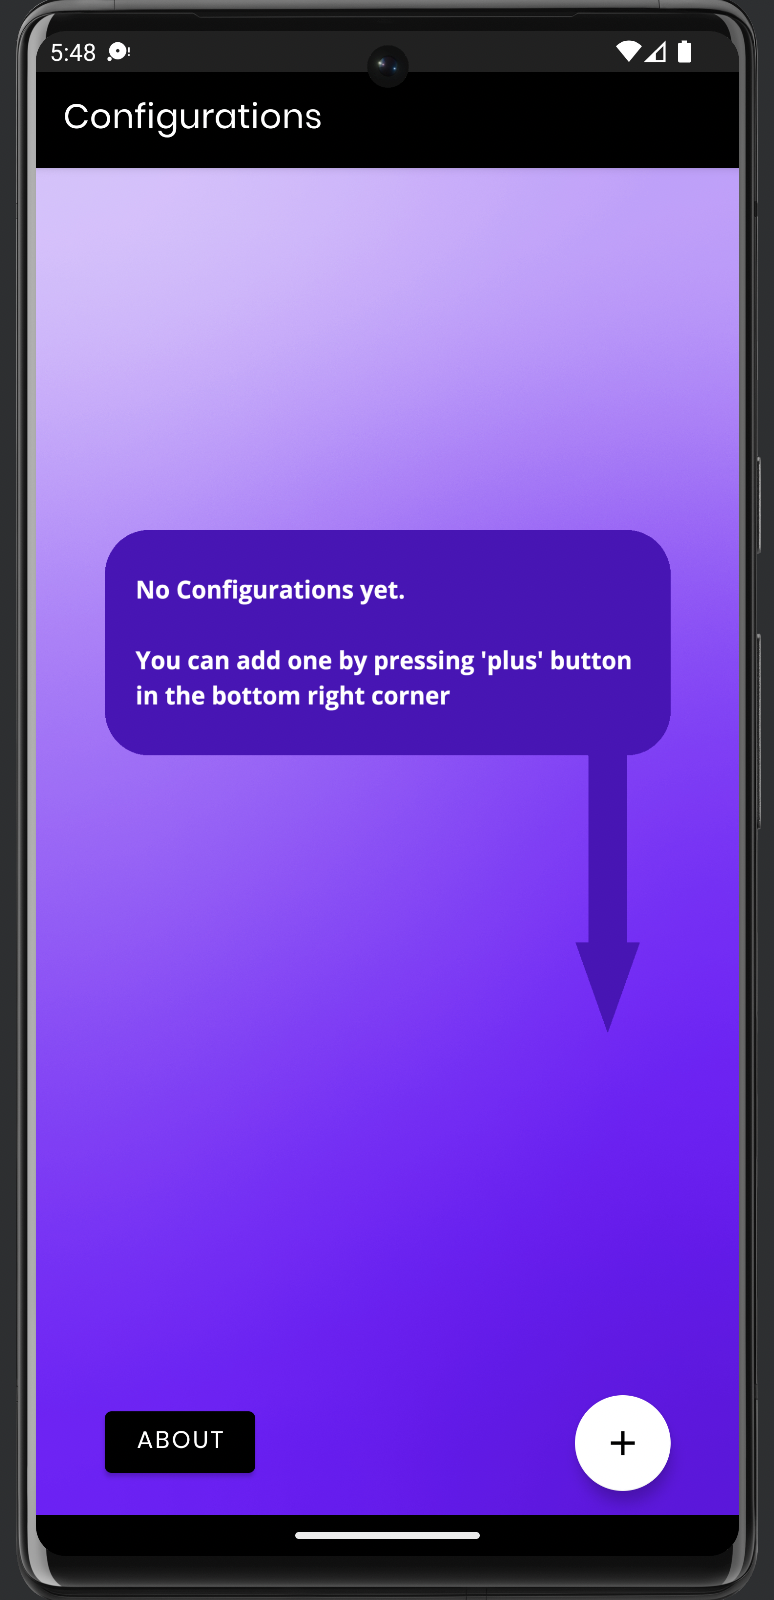 5:48
Configurations
No Configurations yet.
You can add one by pressing 'plus' button
in the bottom right corner
ABOUT
+